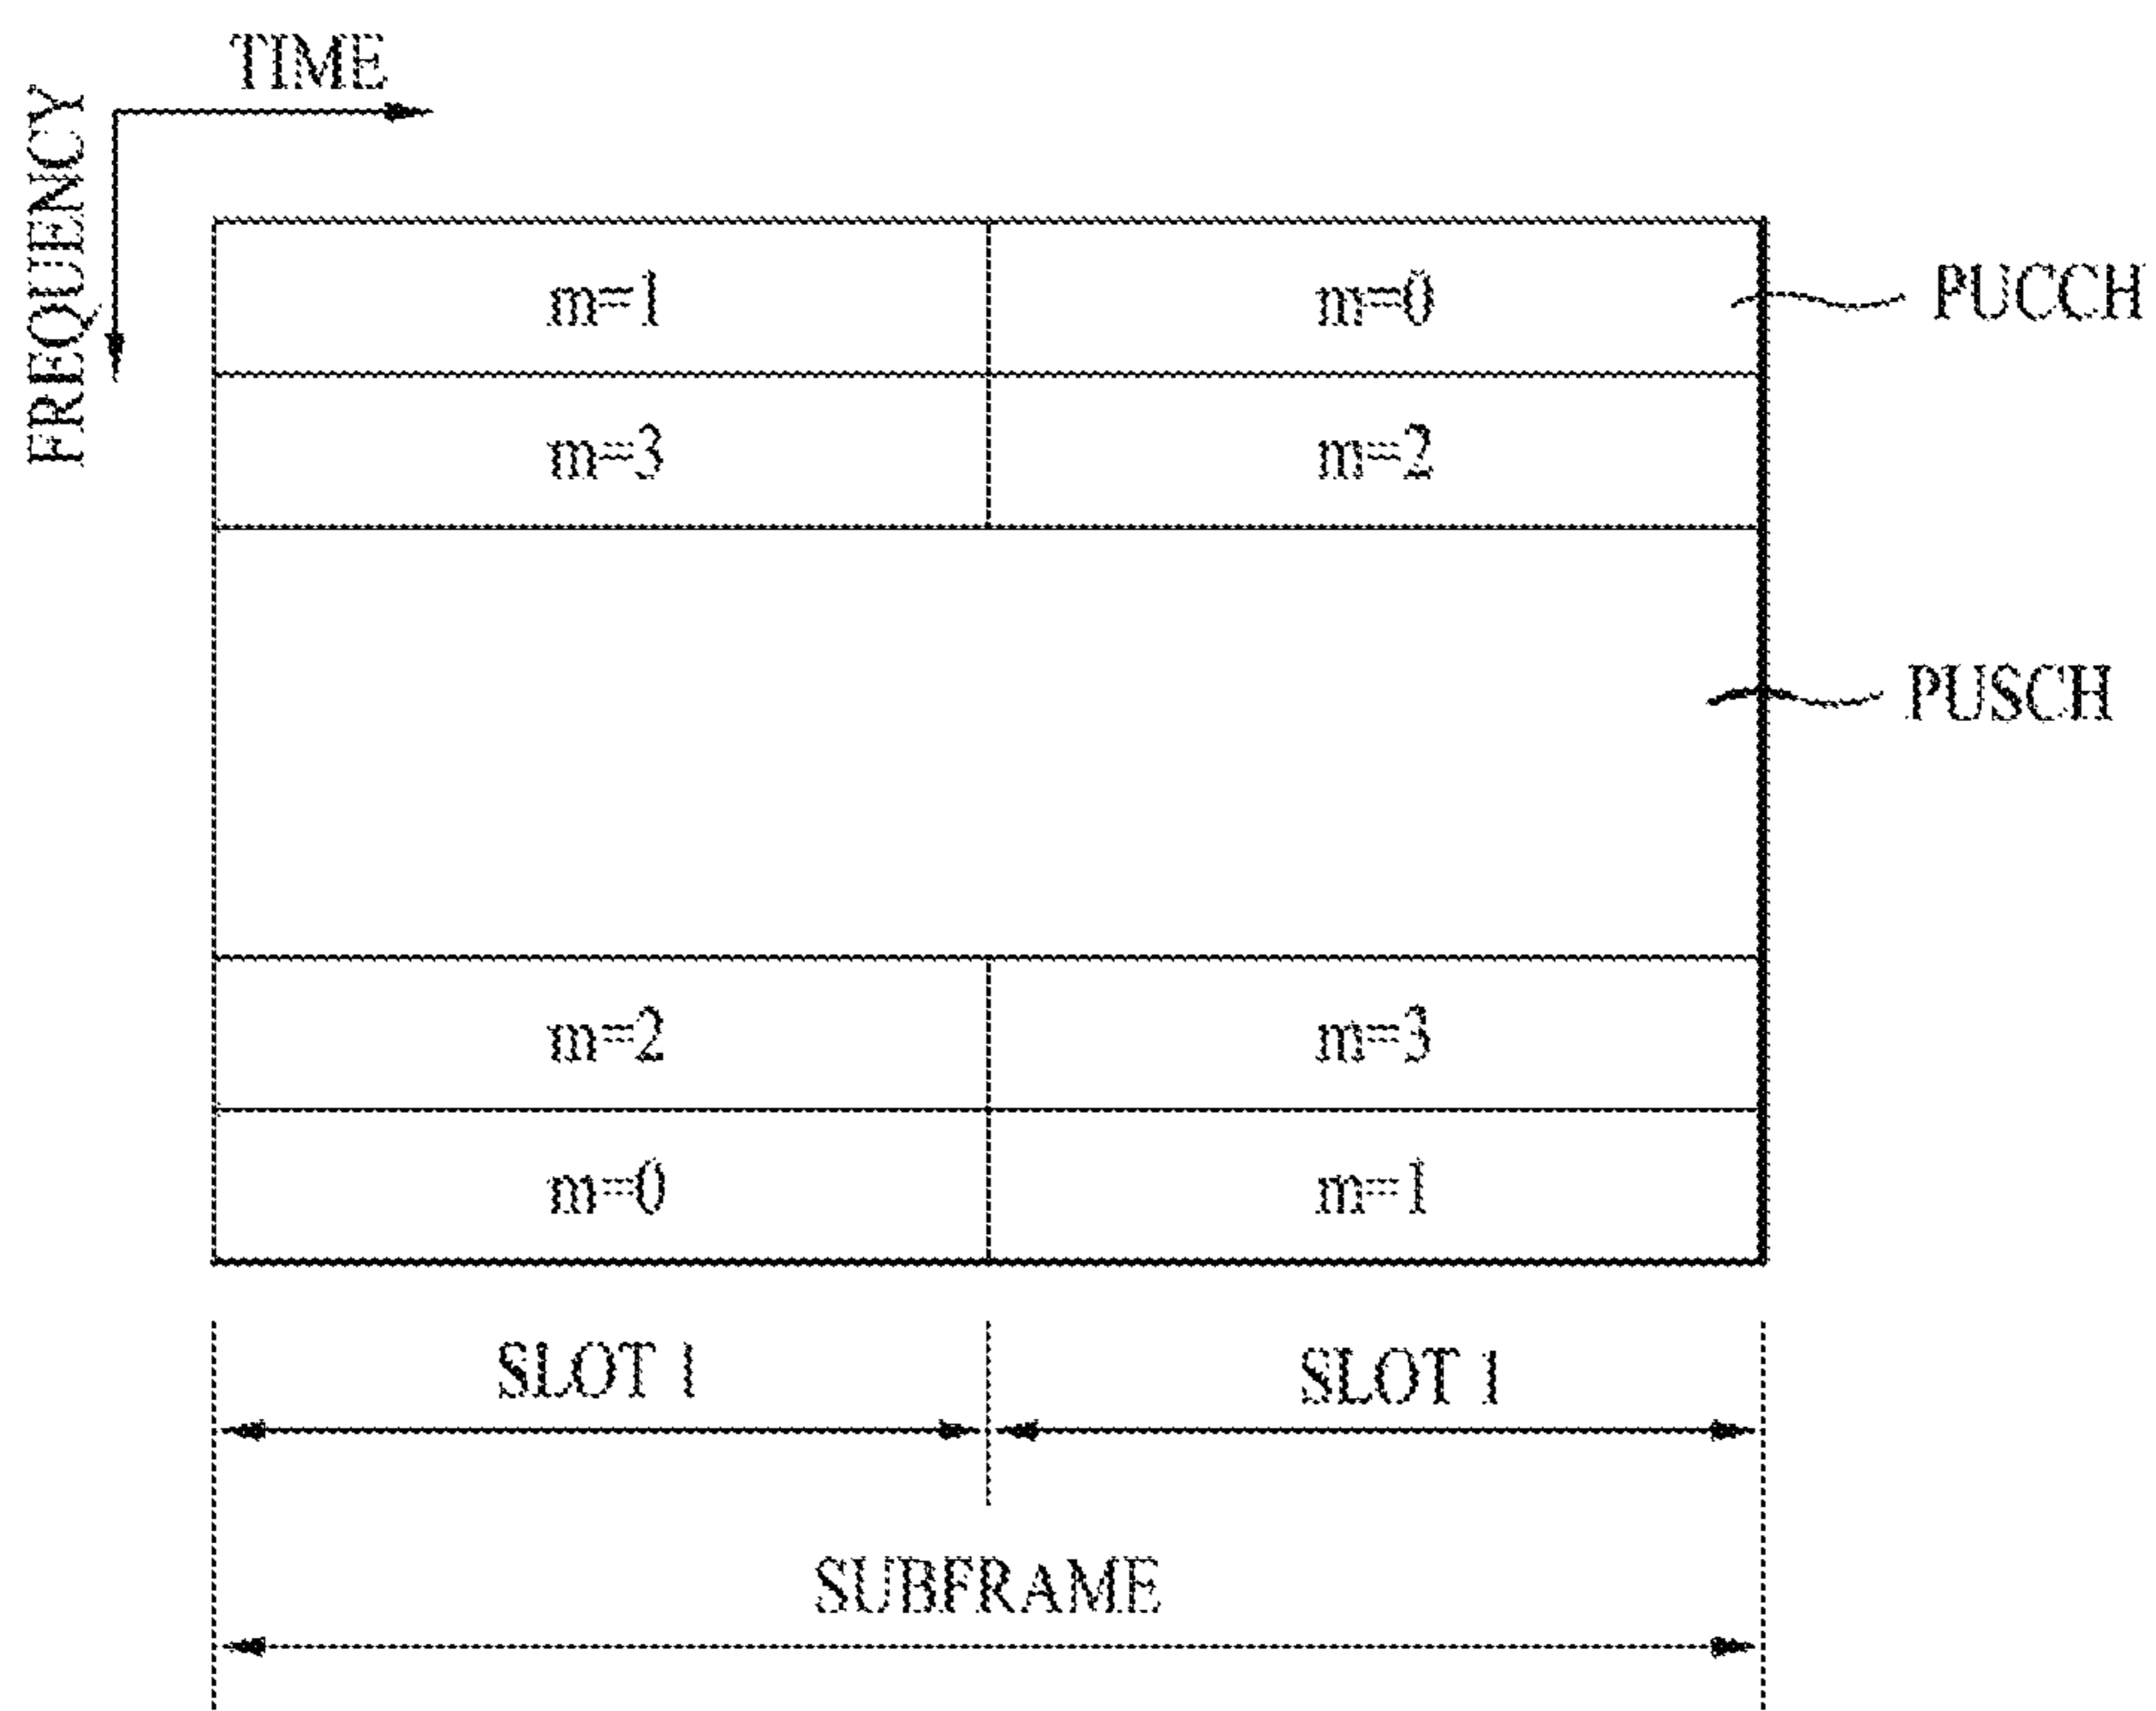 TIME
FREQUENCY
m=1 m=0 PUCCH
m=3 m=2
PUSCH
m=2 m=3
m=0 m=1
SLOT 1 SLOT 1
SUBFRAME